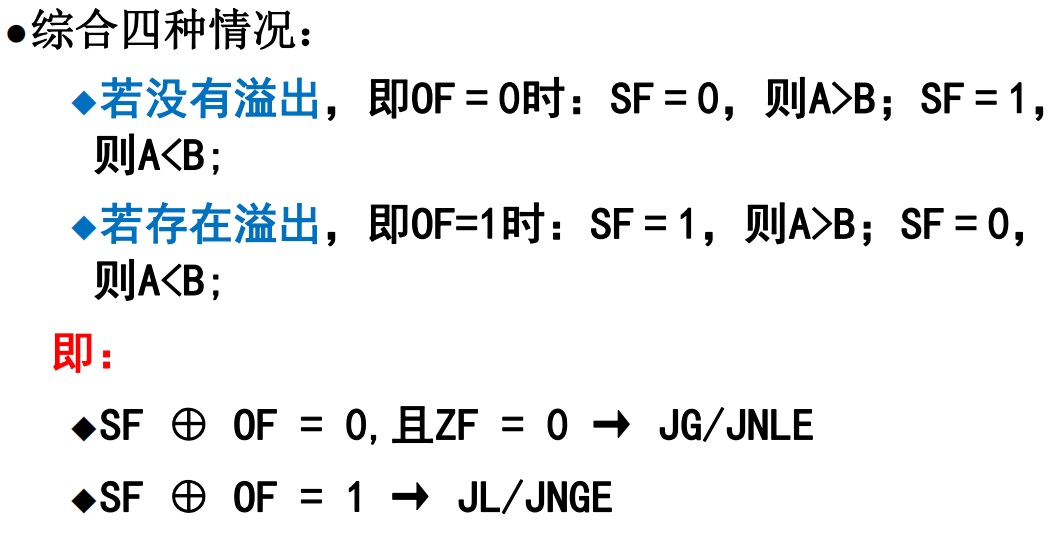 ●综合四种情况：
◆若没有溢出，即OF=0时：SF=0，则A>B；SF=1，
则A<B;
◆若存在溢出，即OF=1时：SF=1，则A>B；SF=0，
则A<B;
即：
◆SF ⊕ OF = 0,且ZF = 0 → JG/JNLE
◆SF ⊕ OF = 1 → JL/JNGE